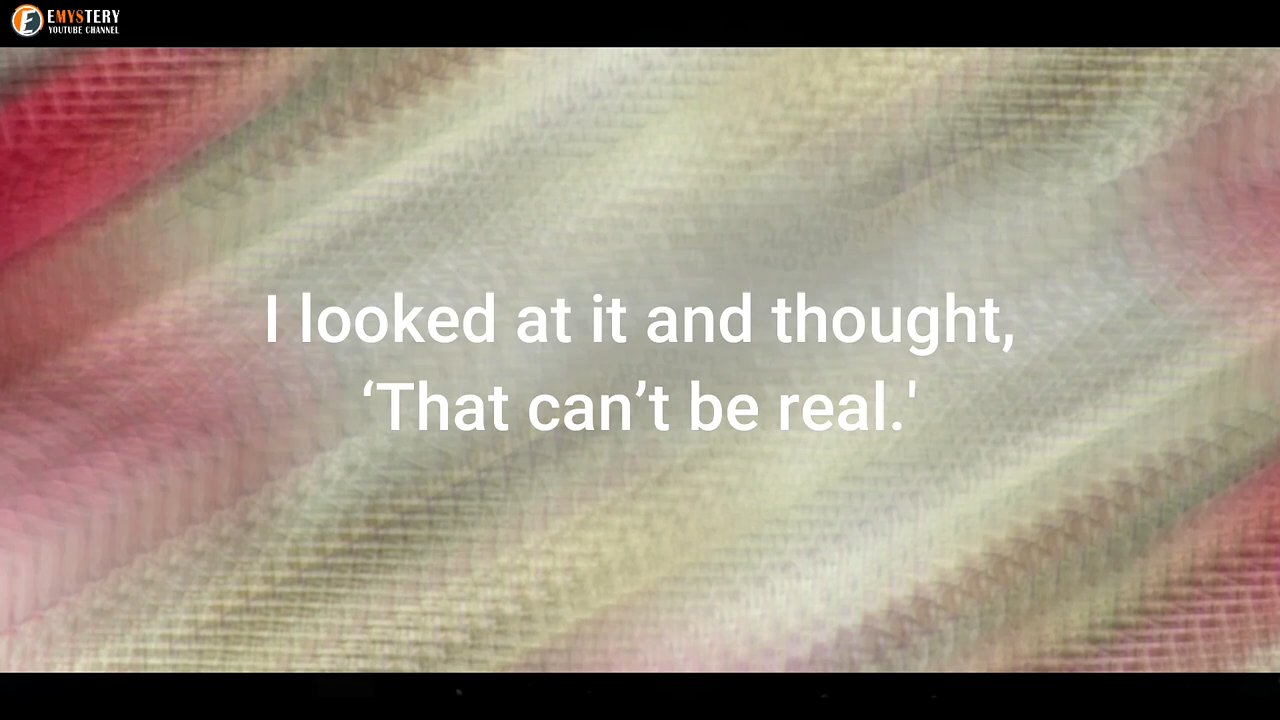 EMYSTERY
YOUTUBE CHANNEL
I looked at it and thought,
‘That can’t be real.'